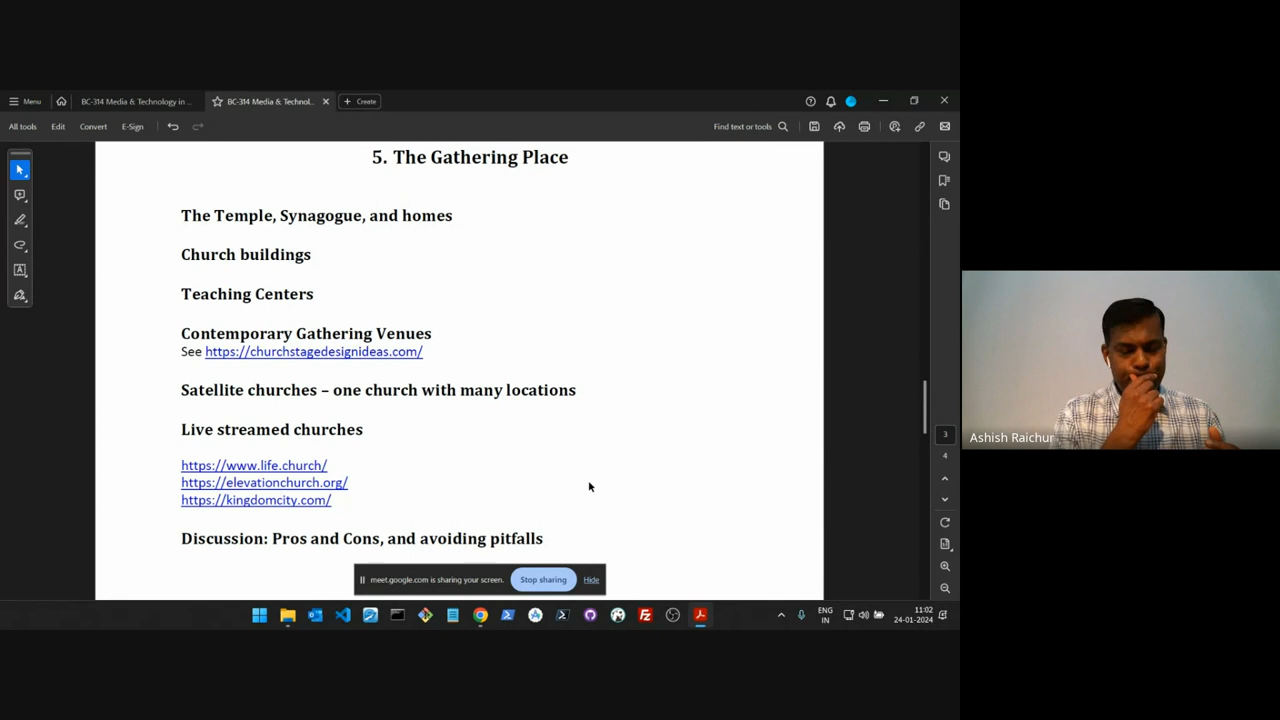 Menu
BC-314 Media & Technology in ...
BC-314 Media & Technol...
Create
All tools
Edit
Convert
E-Sign
Find text or tools
5. The Gathering Place
The Temple, Synagogue, and homes
Church buildings
Teaching Centers
Contemporary Gathering Venues
See https://churchstagedesignideas.com/
Satellite churches – one church with many locations
Live streamed churches
https://www.life.church/
https://elevationchurch.org/
https://kingdomcity.com/
Discussion: Pros and Cons, and avoiding pitfalls
3
4
meet.google.com is sharing your screen.
Stop sharing
Hide
ENG
IN
11:02
24-01-2024
Ashish Raichur